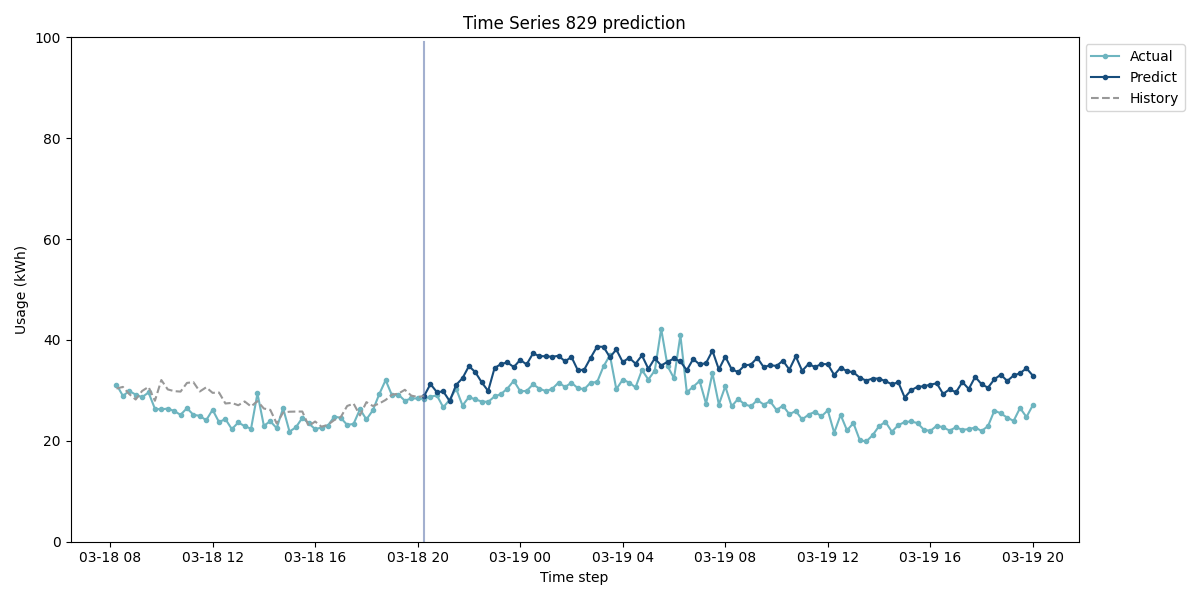 Time Series 829 prediction
100
80
60
40
20
0
Usage (kWh)
03-18 08 03-18 12 03-18 16 03-18 20 03-19 00 03-19 04 03-19 08 03-19 12 03-19 16 03-19 20
Time step
Actual
Predict
History